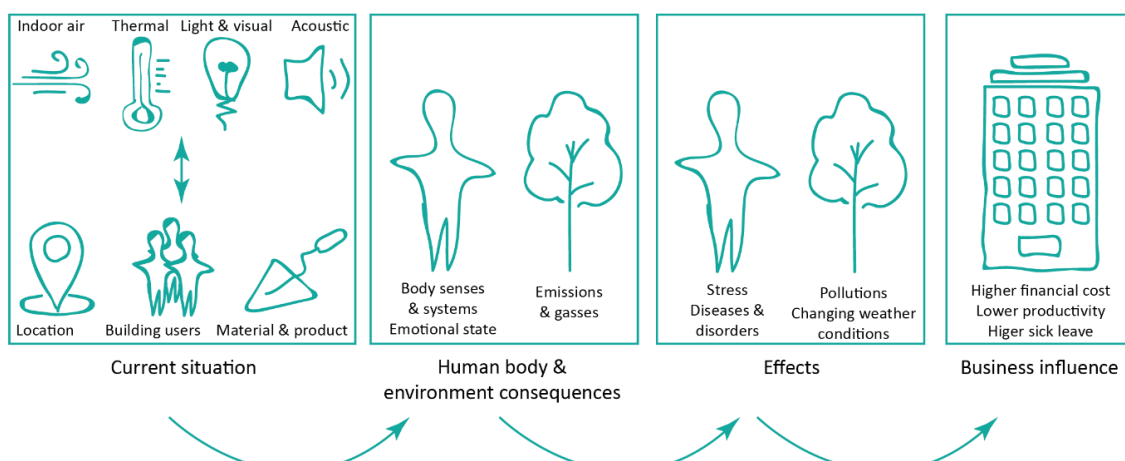 Indoor air
Thermal
Light & visual
Acoustic
Location
Building users
Material & product
Current situation
Body senses
& systems
Emotional state
Emissions
& gasses
Human body &
environment consequences
Stress
Diseases &
disorders
Pollutions
Changing weather
conditions
Effects
Higher financial cost
Lower productivity
Higer sick leave
Business influence